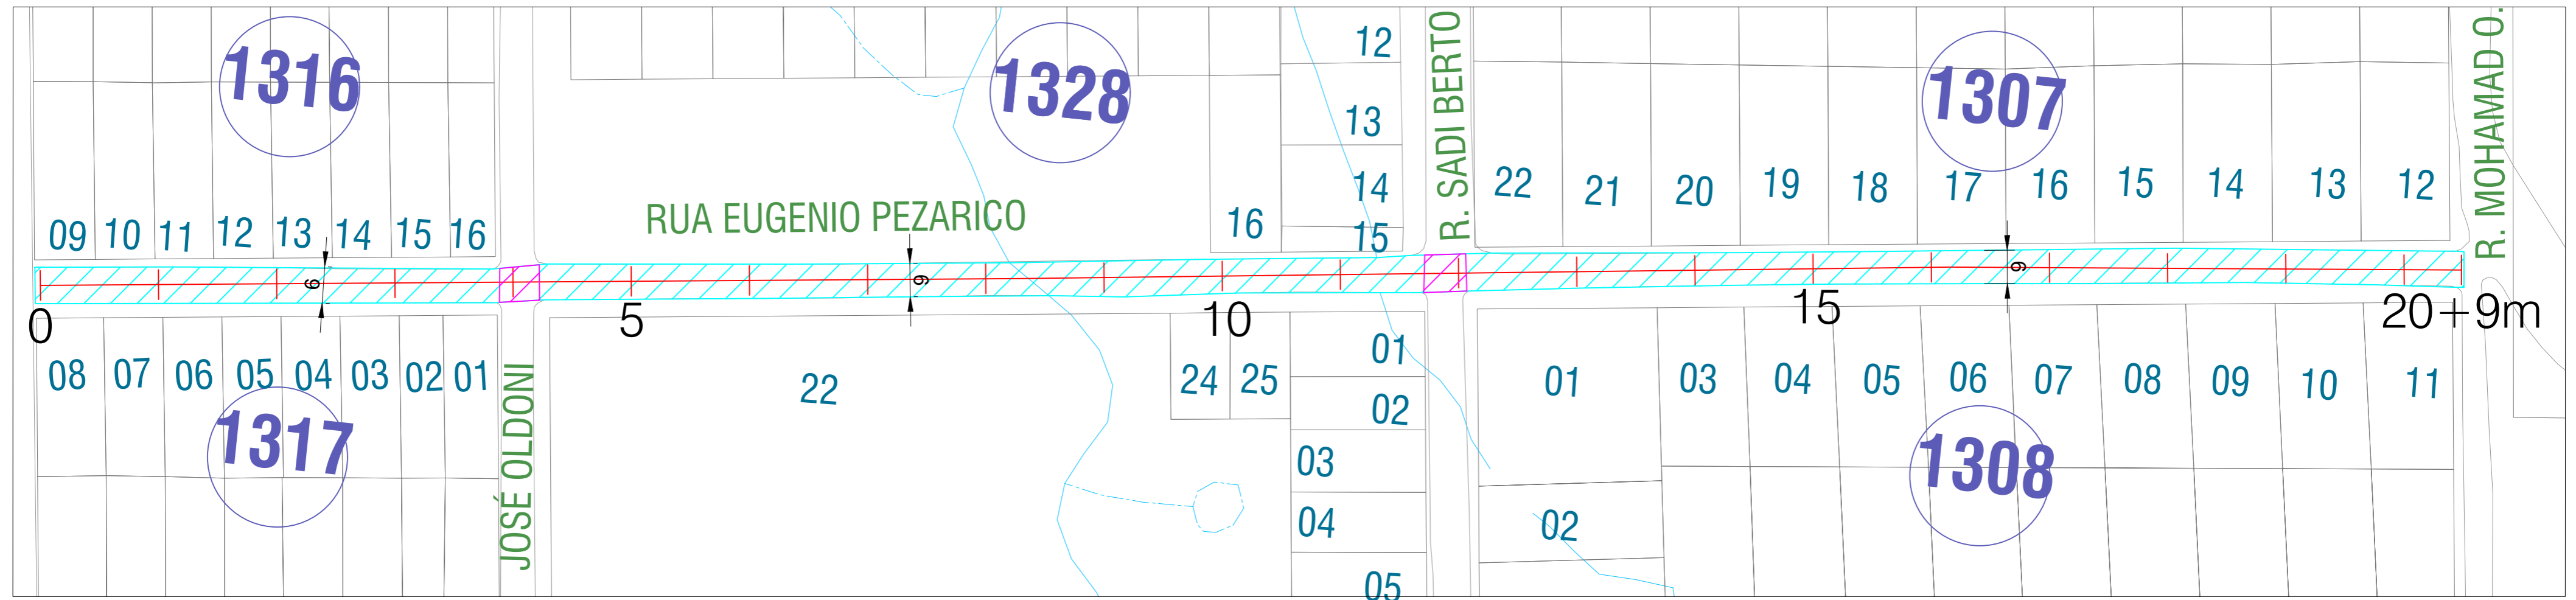 1316
1328
1307
12
13
14
15
16
09 10 11 12 13 14 15 16
RUA EUGENIO PEZARICO
R. SADI BERTO
22 21 20 19 18 17 16 15 14 13 12
R. MOHAMAD O.
9
9
9
0
5
10
15
20+9m
08 07 06 05 04 03 02 01
1317
JOSÉ OLDONI
22
24 25
01
02
03
04
05
01
02
03 04 05 06 07 08 09 10 11
1308